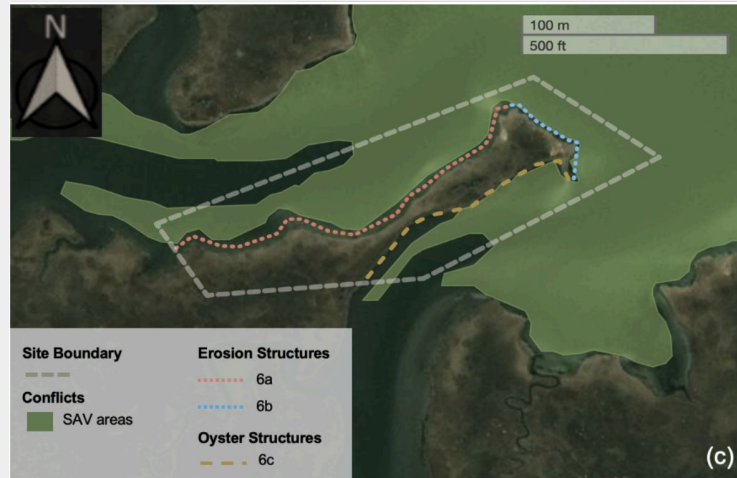 N
100 m
500 ft
Site Boundary
Conflicts
SAV areas
Erosion Structures
6a
6b
Oyster Structures
6c
(c)